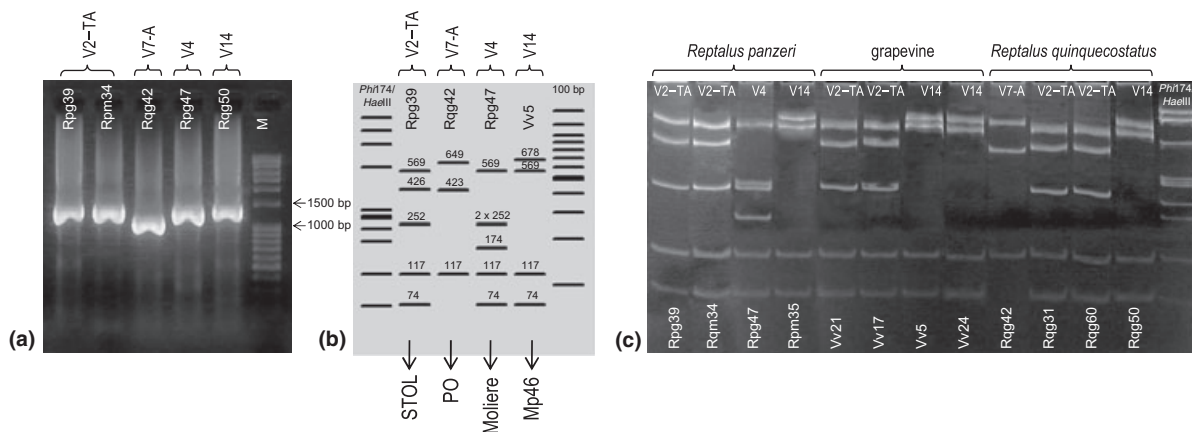 V2–TA V7-A V4 V14
Rpg39 Rpm34 Rqg42 Rpg47 Rqg50 M
1500 bp
1000 bp
(a)
V2–TA V7-A V4 V14
Phi174/ HaeIII Rpg39 Rqg42 Rpg47 Vv5 100 bp
649 678
569 569 569
426 423
252 2 x 252
174
117 117 117 117
74 74 74
(b)
STOL PO Moliere Mp46
Reptalus panzeri grapevine Reptalus quinquecostatus
V2–TA V2–TA V4 V14 V2–TA V2–TA V14 V14 V7-A V2–TA V2–TA V14 Phi174/
HaeIII
Rpg39 Rqm34 Rpg47 Rpm35 Vv21 Vv17 Vv5 Vv24 Rqg42 Rqg31 Rqg60 Rqg50
(c)